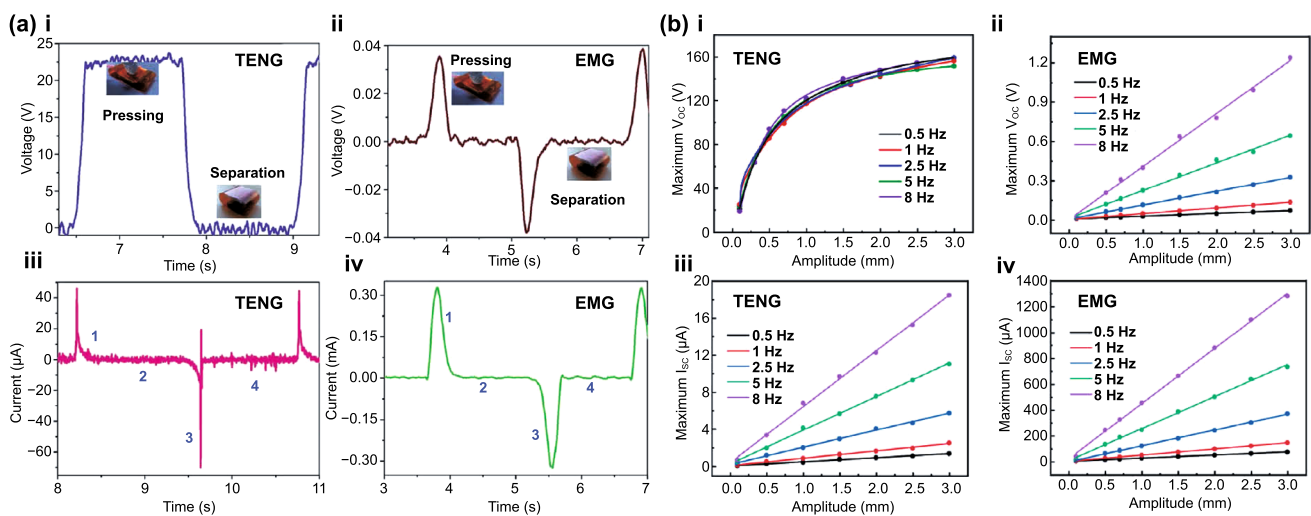 (a) i
TENG
25
20
15
10
5
0
Voltage (V)
Pressing
Separation
7
8
9
Time (s)
ii
EMG
0.04
0.02
0.00
−0.02
−0.04
Voltage (V)
Pressing
Separation
3
4
5
6
7
Time (s)
(b) i
TENG
160
120
80
40
0
Maximum VOC (V)
0.5 Hz
1 Hz
2.5 Hz
5 Hz
8 Hz
0.0
0.5
1.0
1.5
2.0
2.5
3.0
Amplitude (mm)
ii
EMG
1.2
0.9
0.6
0.3
0.0
Maximum VOC (V)
0.5 Hz
1 Hz
2.5 Hz
5 Hz
8 Hz
0.0
0.5
1.0
1.5
2.0
2.5
3.0
Amplitude (mm)
iii
TENG
40
20
0
−20
−40
−60
Current (μA)
1
2
3
4
8
9
10
11
Time (s)
iv
EMG
0.30
0.15
0.00
−0.15
−0.30
Current (mA)
1
2
3
4
3
4
5
6
7
Time (s)
iii
TENG
20
16
12
8
4
0
Maximum ISC (μA)
0.5 Hz
1 Hz
2.5 Hz
5 Hz
8 Hz
0.0
0.5
1.0
1.5
2.0
2.5
3.0
Amplitude (mm)
iv
EMG
1400
1200
1000
750
600
400
200
0
Maximum ISC (μA)
0.5 Hz
1 Hz
2.5 Hz
5 Hz
8 Hz
0.0
0.5
1.0
1.5
2.0
2.5
3.0
Amplitude (mm)